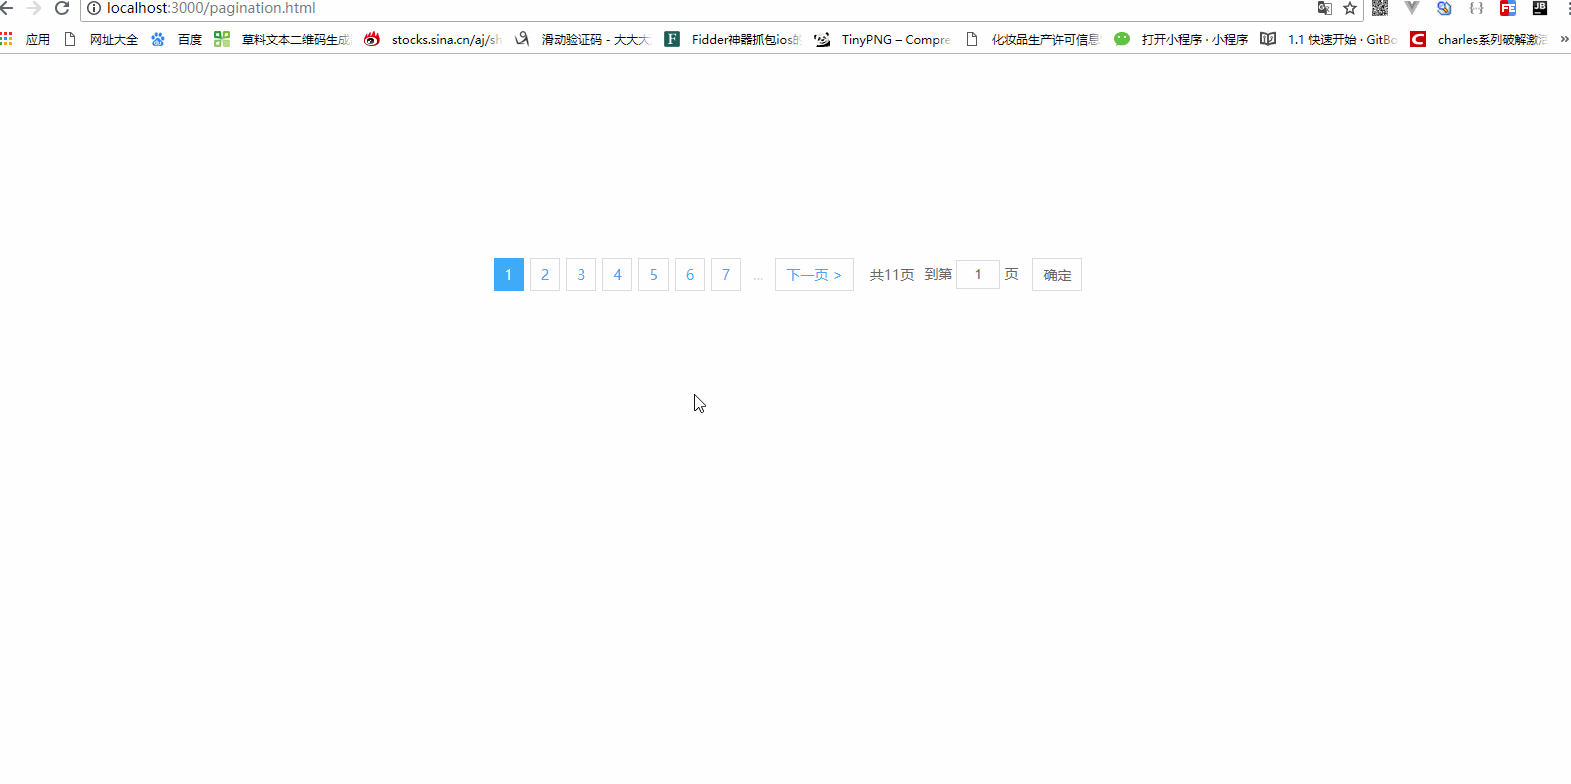 localhost:3000/pagination.html
应用 网址大全 百度 草料文本二维码生成 stocks.sina.cn/aj/sh 滑动验证码 - 大大大 Fidder神器抓包ios的 TinyPNG – Compre 化妆品生产许可信息 打开小程序 · 小程序 1.1 快速开始 · GitBo charles系列破解激活 »
1 2 3 4 5 6 7 ... 下一页 > 共11页 到第 1 页 确定